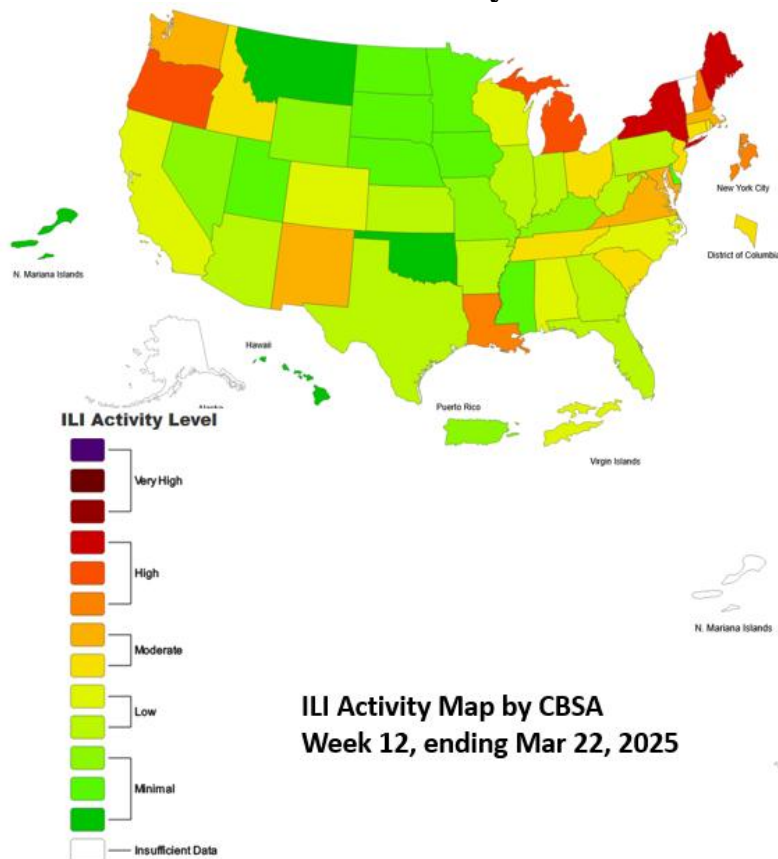 New York City
District of Columbia
N. Mariana Islands
Hawaii
Puerto Rico
Virgin Islands
ILI Activity Level
Very High
High
Moderate
Low
Minimal
Insufficient Data
N. Mariana Islands
ILI Activity Map by CBSA
Week 12, ending Mar 22, 2025